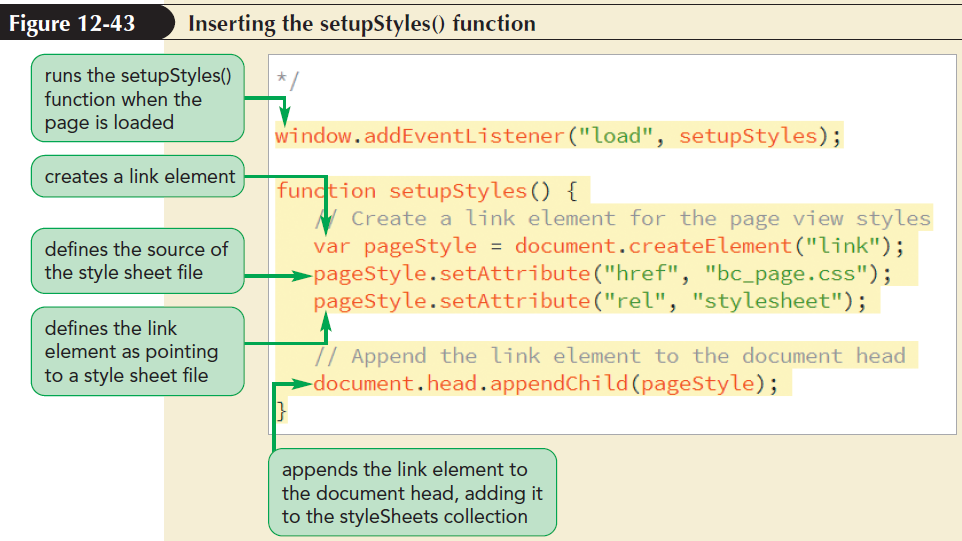 Figure 12-43 Inserting the setupStyles() function
runs the setupStyles()
function when the
page is loaded
creates a link element
defines the source of
the style sheet file
defines the link
element as pointing
to a style sheet file
*/
window.addEventListener("load", setupStyles);
function setupStyles() {
// Create a link element for the page view styles
var pageStyle = document.createElement("link");
pageStyle.setAttribute("href", "bc_page.css");
pageStyle.setAttribute("rel", "stylesheet");
// Append the link element to the document head
document.head.appendChild(pageStyle);
}
appends the link element to
the document head, adding it
to the styleSheets collection